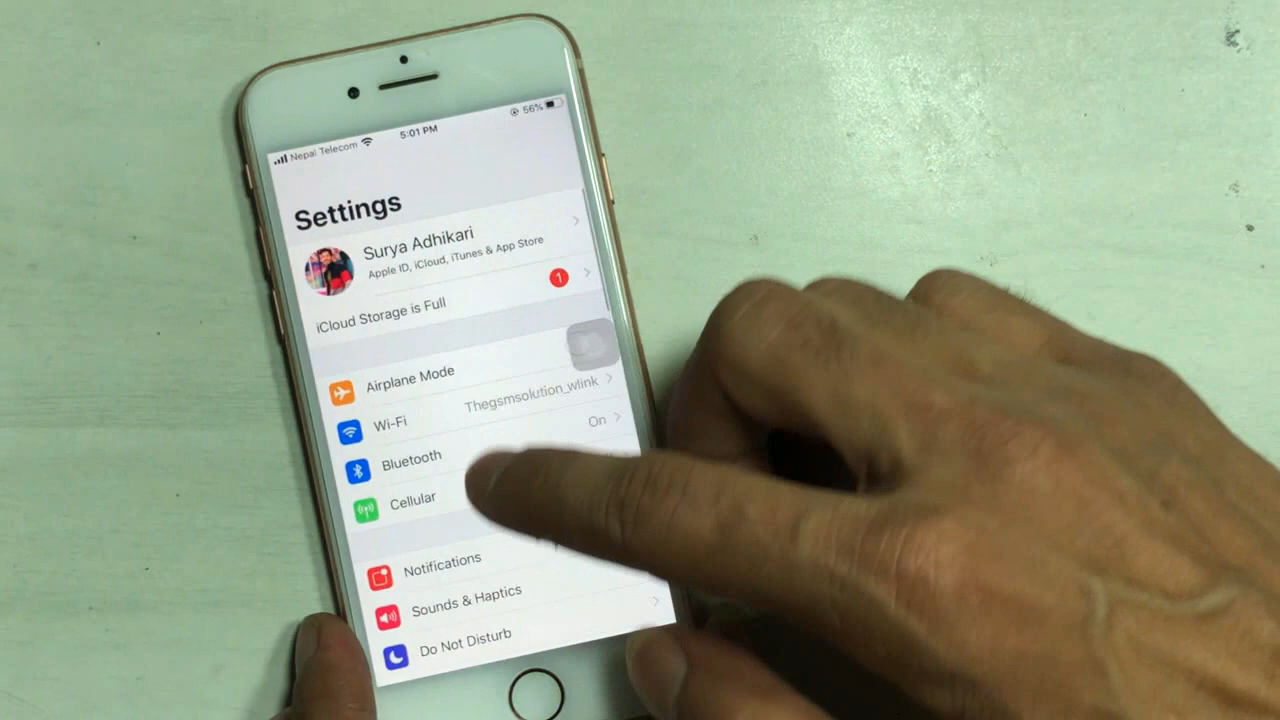 Nepal Telecom 5:01 PM 56%
Settings
Surya Adhikari
Apple ID, iCloud, iTunes & App Store
iCloud Storage is Full 1
Airplane Mode
Wi-Fi Thegsmsolution_wlink
Bluetooth On
Cellular
Notifications
Sounds & Haptics
Do Not Disturb